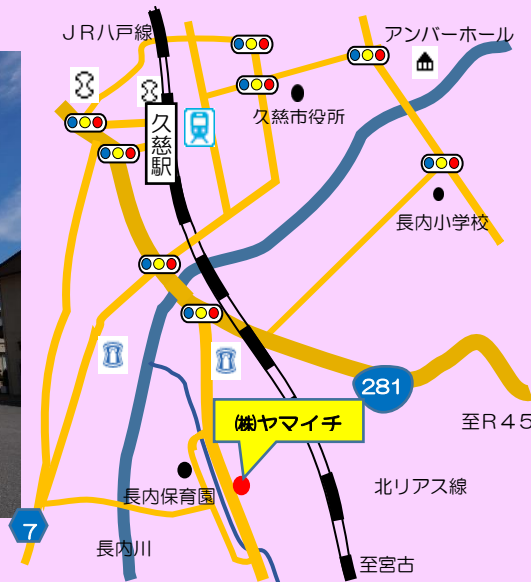 JR八戸線
アンバーホール
久慈駅
久慈市役所
長内小学校
281
㈱ヤマイチ
至R45
長内保育園
北リアス線
7
長内川
至宮古